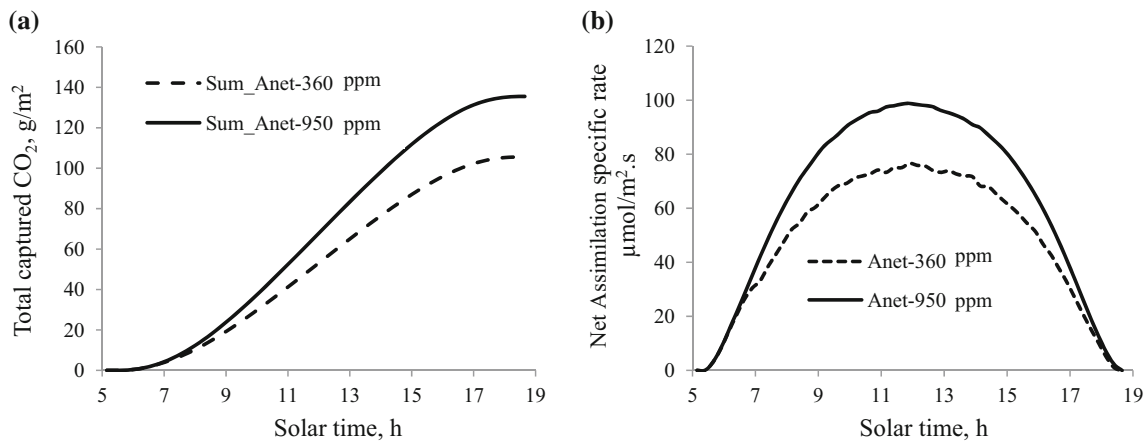 (a)
Total captured CO₂, g/m²
160
140
120
100
80
60
40
20
0
Sum_Anet-360 ppm
Sum_Anet-950 ppm
5 7 9 11 13 15 17 19
Solar time, h
(b)
Net Assimilation specific rate
μmol/m².s
120
100
80
60
40
20
0
Anet-360 ppm
Anet-950 ppm
5 7 9 11 13 15 17 19
Solar time, h